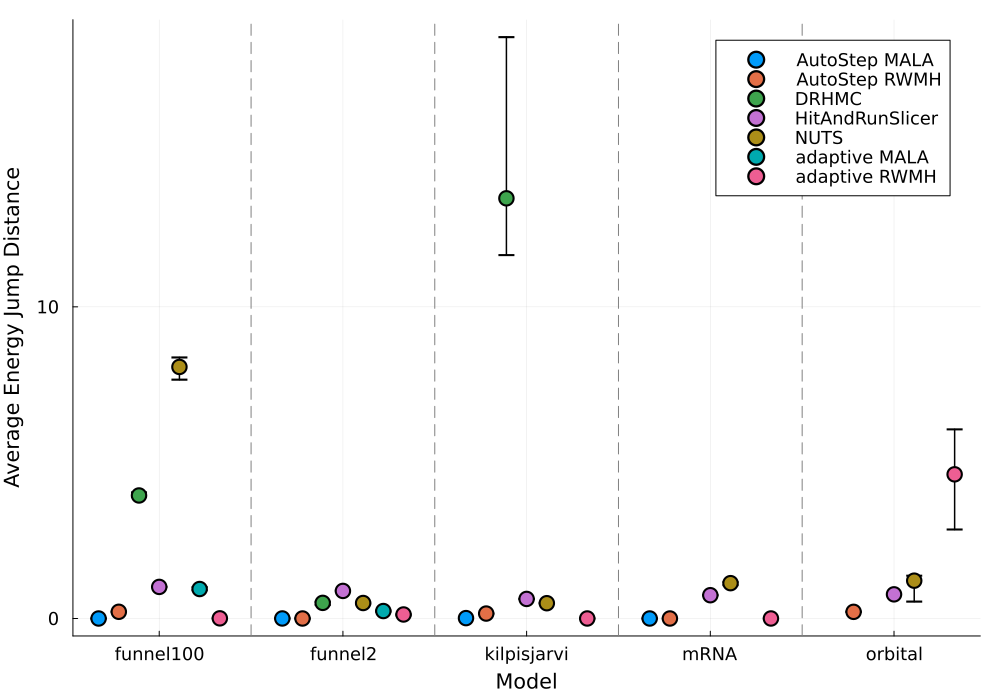 Average Energy Jump Distance
10
0
AutoStep MALA
AutoStep RWMH
DRHMC
HitAndRunSlicer
NUTS
adaptive MALA
adaptive RWMH
funnel100
funnel2
kilpisjarvi
mRNA
orbital
Model